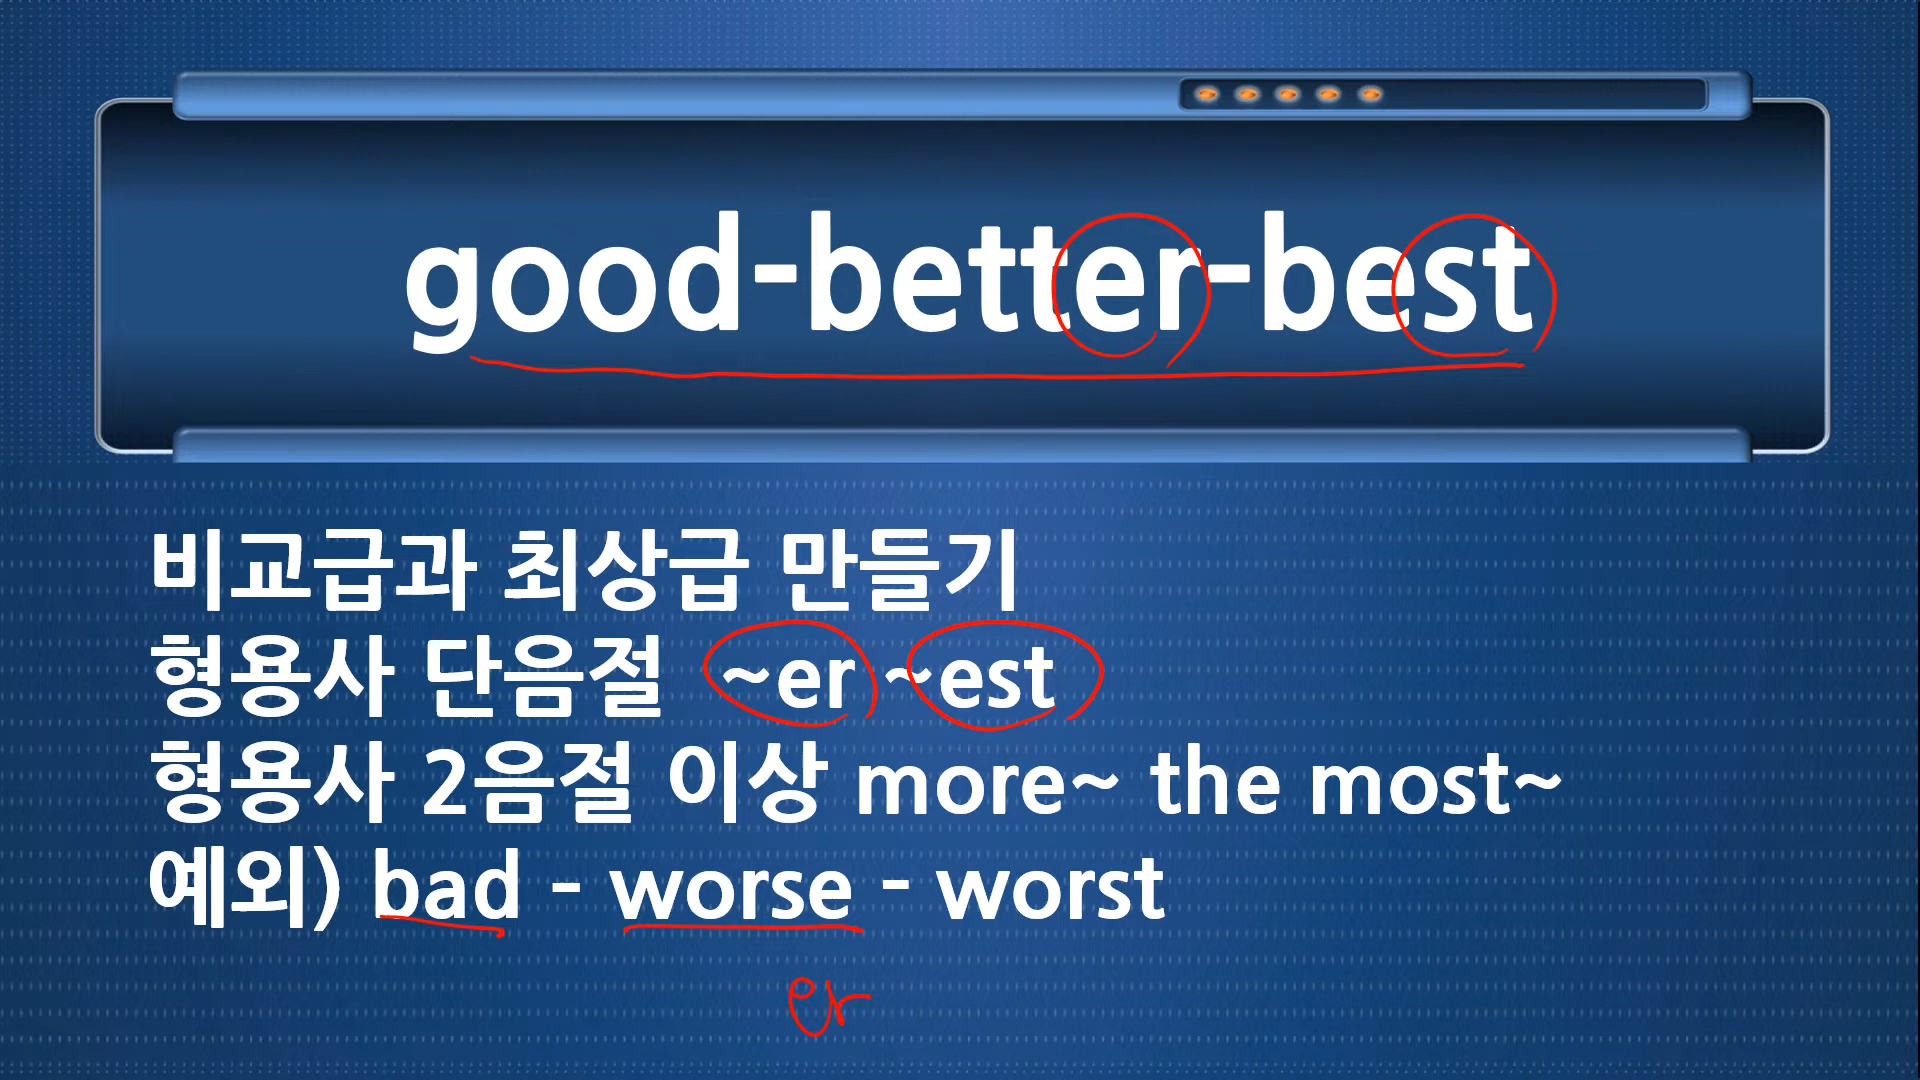 good-better-best
비교급과 최상급 만들기
형용사 단음절 ~er ~est
형용사 2음절 이상 more~ the most~
예외) bad - worse - worst
er